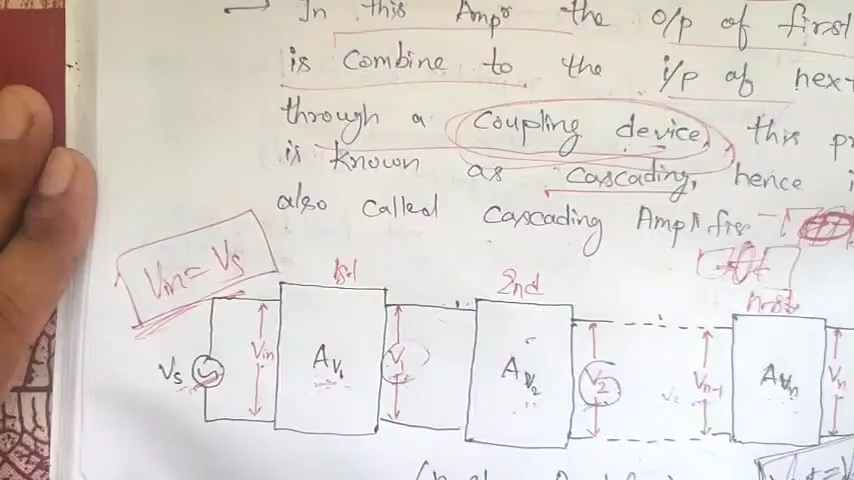 → In this Ampr the o/p of first
is combine to the i/p of next
through a coupling device, this pr
is known as cascading, hence i
also called cascading Amplifier
Vin = Vs
1st
2nd
Vs
Vin
AV1
V1
AV2
V2
Vn-1
AVn
Vn